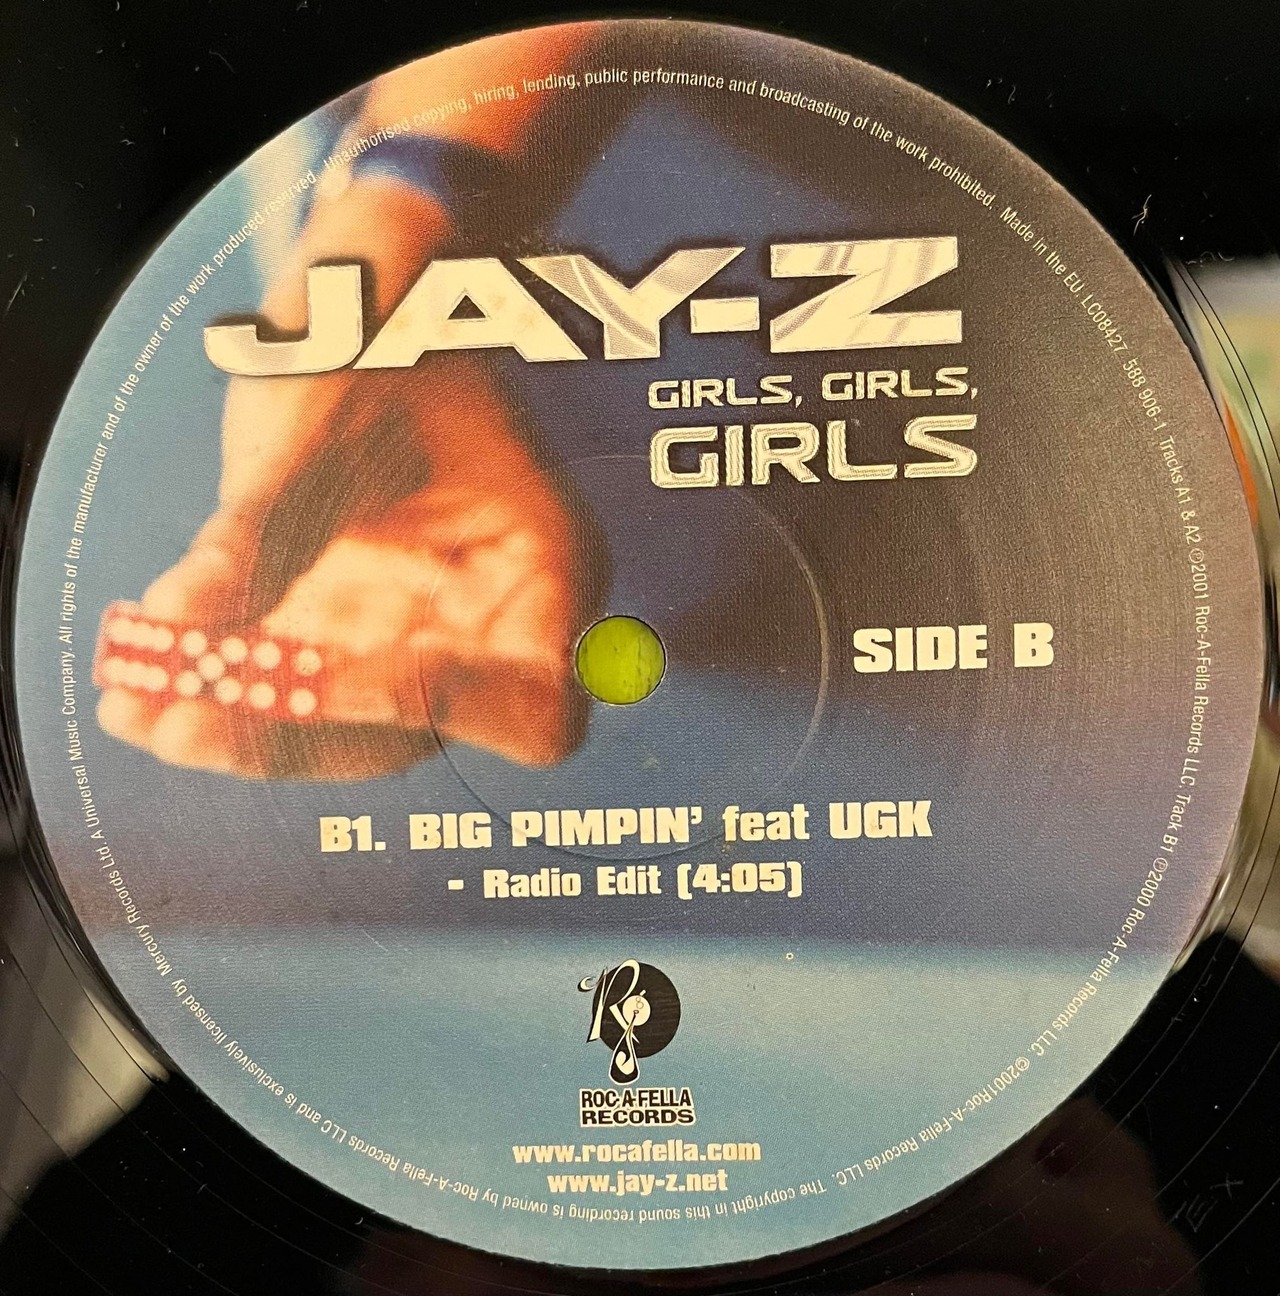 JAY-Z
GIRLS, GIRLS,
GIRLS
SIDE B
B1. BIG PIMPIN' feat UGK
- Radio Edit (4:05)
ROC-A-FELLA
RECORDS
www.rocafella.com
www.jay-z.net
℗2001 Roc-A-Fella Records LLC. Track B1 ℗2000 Roc-A-Fella Records LLC. ©2001Roc-A-Fella Records LLC. The copyright in this sound recording is owned by Roc-A-Fella Records LLC and is exclusively licensed by Mercury Records Ltd. A Universal Music Company. All rights of the manufacturer and of the owner of the work produced reserved. Unauthorised copying, hiring, lending, public performance and broadcasting of the work prohibited. Made in the EU. LC08427 588 906-1 Tracks A1 & A2